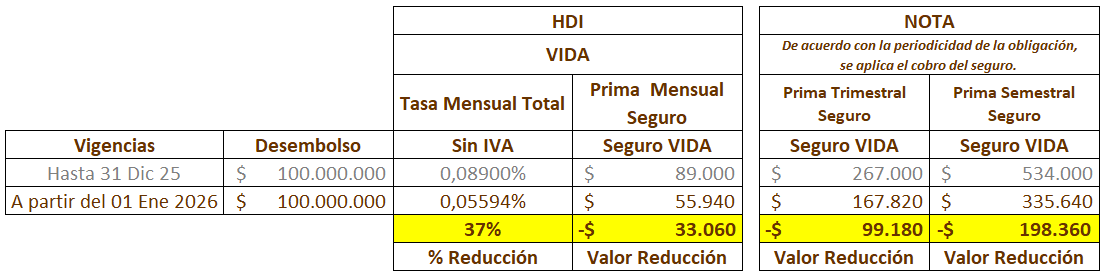 HDI
NOTA
VIDA
De acuerdo con la periodicidad de la obligación,
se aplica el cobro del seguro.
Tasa Mensual Total
Prima Mensual
Seguro
Prima Trimestral
Seguro
Prima Semestral
Seguro
Vigencias Desembolso Sin IVA Seguro VIDA Seguro VIDA Seguro VIDA
Hasta 31 Dic 25 $ 100.000.000 0,08900% $ 89.000 $ 267.000 $ 534.000
A partir del 01 Ene 2026 $ 100.000.000 0,05594% $ 55.940 $ 167.820 $ 335.640
37% -$ 33.060 -$ 99.180 -$ 198.360
% Reducción Valor Reducción Valor Reducción Valor Reducción